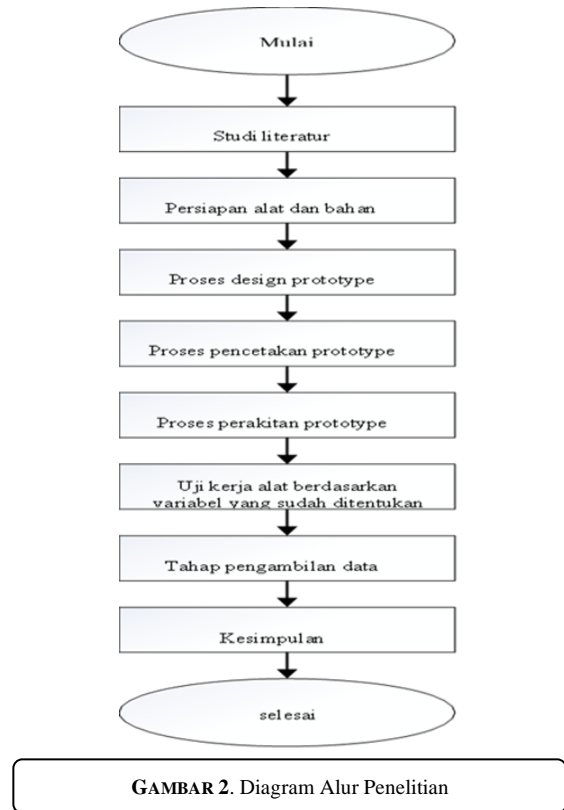 Mulai
Studi literatur
Persiapan alat dan bahan
Proses design prototype
Proses pencetakan prototype
Proses perakitan prototype
Uji kerja alat berdasarkan
variabel yang sudah ditentukan
Tahap pengambilan data
Kesimpulan
selesai
GAMBAR 2. Diagram Alur Penelitian